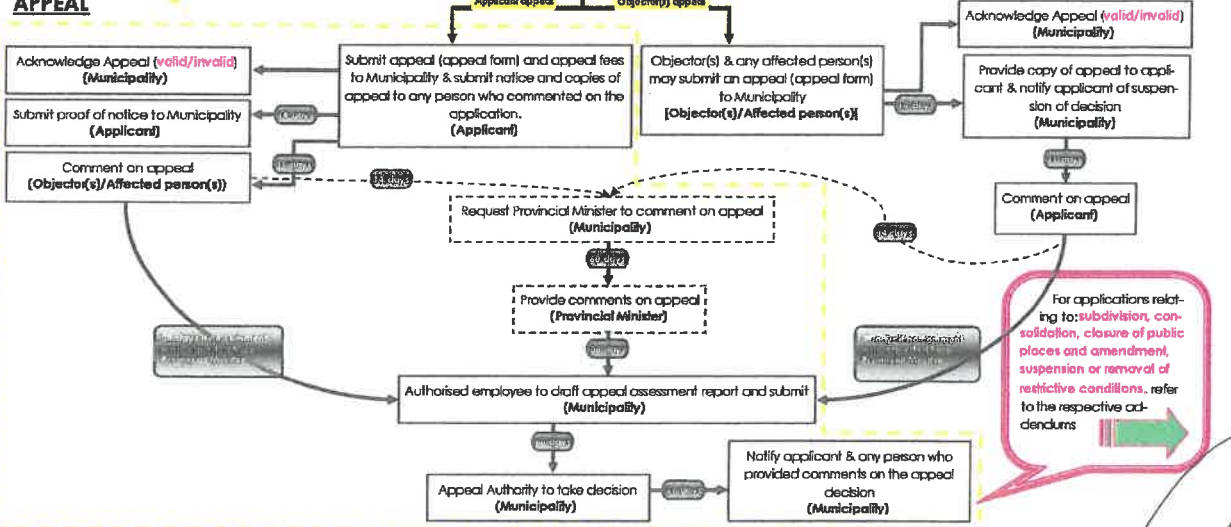 APPEAL
Applicant appeal
Objector(s) appeal
Acknowledge Appeal (valid/invalid)
(Municipality)
Submit proof of notice to Municipality
(Applicant)
Comment on appeal
(Objector(s)/Affected person(s))
Submit appeal (appeal form) and appeal fees
to Municipality & submit notice and copies of
appeal to any person who commented on the
application.
(Applicant)
Objector(s) & any affected person(s)
may submit an appeal (appeal form)
to Municipality
[Objector(s)/Affected person(s)]
Acknowledge Appeal (valid/invalid)
(Municipality)
Provide copy of appeal to appli-
cant & notify applicant of suspen-
sion of decision
(Municipality)
Comment on appeal
(Applicant)
days
days
Request Provincial Minister to comment on appeal
(Municipality)
days
Provide comments on appeal
(Provincial Minister)
Authorised employee to draft appeal assessment report and submit
(Municipality)
Appeal Authority to take decision
(Municipality)
Notify applicant & any person who
provided comments on the appeal
decision
(Municipality)
For applications relat-
ing to: subdivision, con-
solidation, closure of public
places and amendment,
suspension or removal of
restrictive conditions, refer
to the respective ad-
dendums